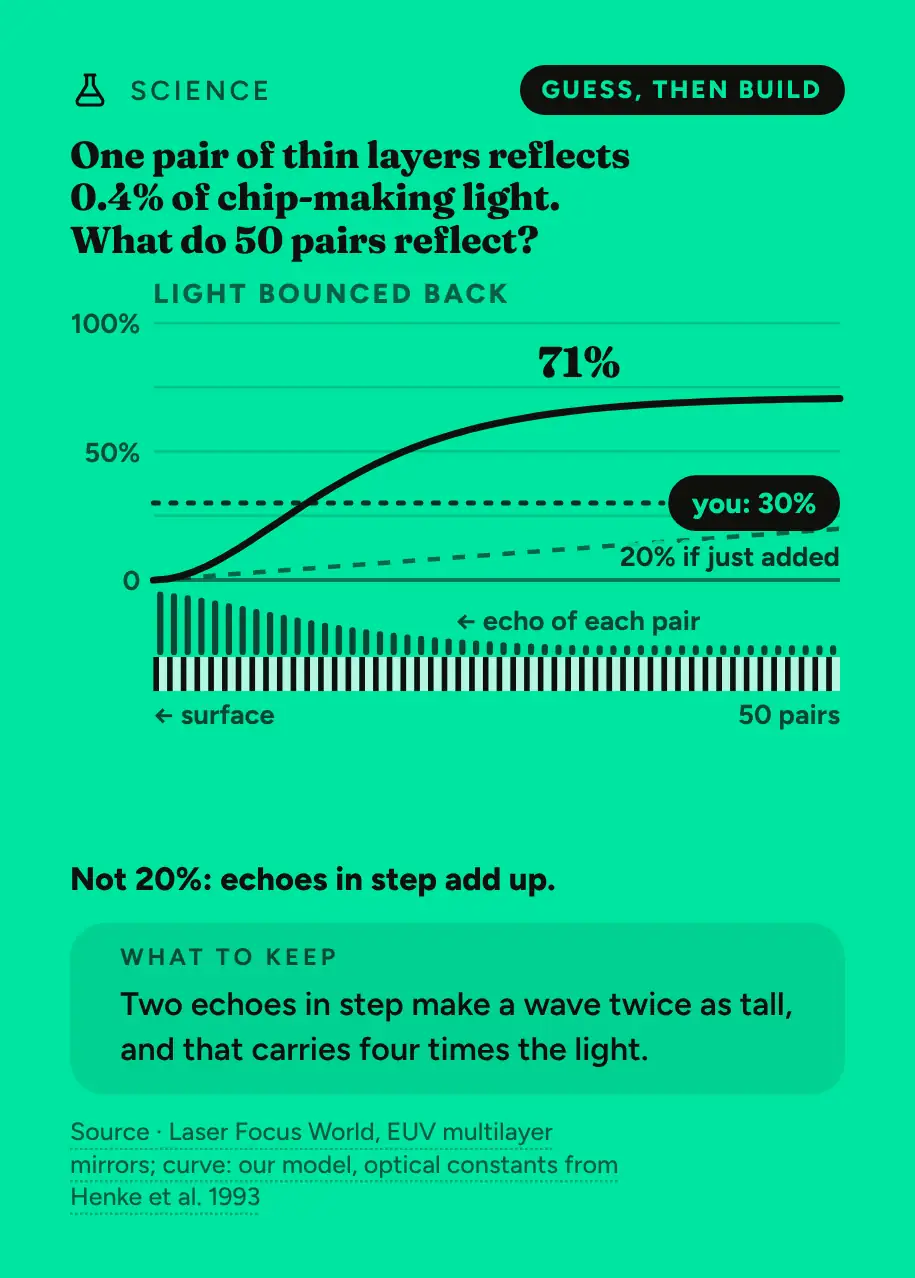 SCIENCE
GUESS, THEN BUILD
One pair of thin layers reflects
0.4% of chip-making light.
What do 50 pairs reflect?
LIGHT BOUNCED BACK
100%
71%
50%
you: 30%
20% if just added
0
← echo of each pair
← surface
50 pairs
Not 20%: echoes in step add up.
WHAT TO KEEP
Two echoes in step make a wave twice as tall,
and that carries four times the light.
Source · Laser Focus World, EUV multilayer
mirrors; curve: our model, optical constants from
Henke et al. 1993